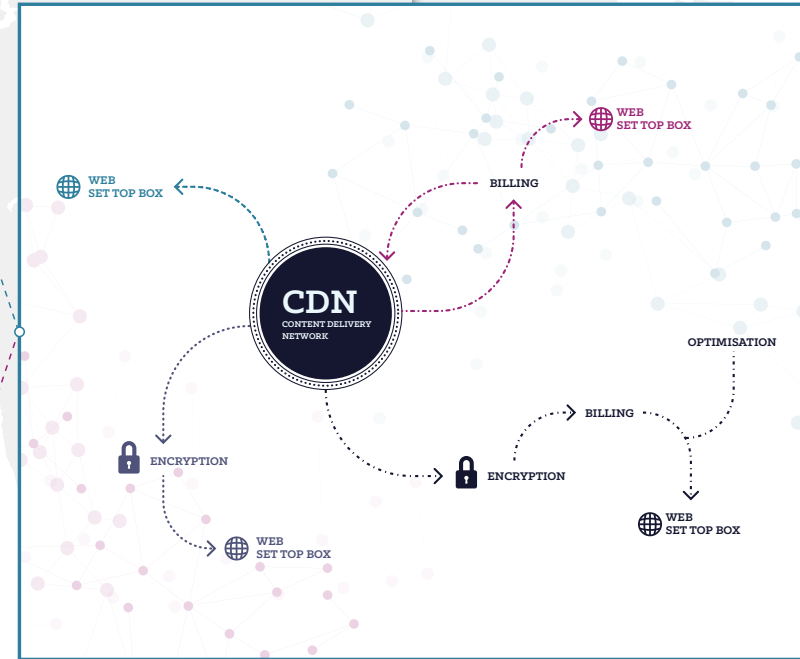 WEB
SET TOP BOX
BILLING
WEB
SET TOP BOX
CDN
CONTENT DELIVERY
NETWORK
OPTIMISATION
BILLING
ENCRYPTION
ENCRYPTION
WEB
SET TOP BOX
WEB
SET TOP BOX